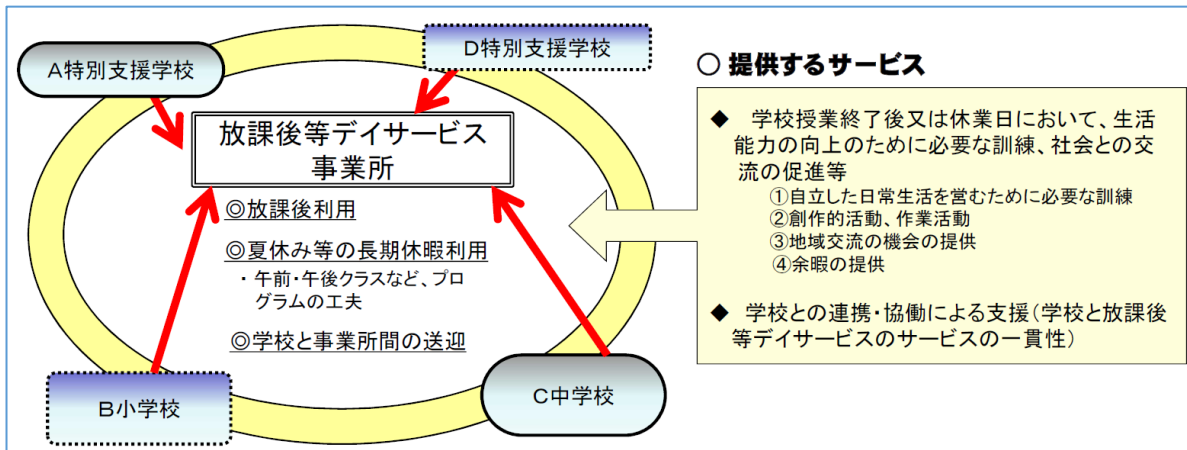 A特別支援学校
D特別支援学校
放課後等デイサービス
事業所
◎放課後利用
◎夏休み等の長期休暇利用
・午前・午後クラスなど、プロ
グラムの工夫
◎学校と事業所間の送迎
B小学校
C中学校
○ 提供するサービス
◆ 学校授業終了後又は休業日において、生活
能力の向上のために必要な訓練、社会との交
流の促進等
①自立した日常生活を営むために必要な訓練
②創作的活動、作業活動
③地域交流の機会の提供
④余暇の提供
◆ 学校との連携・協働による支援(学校と放課後
等デイサービスのサービスの一貫性)